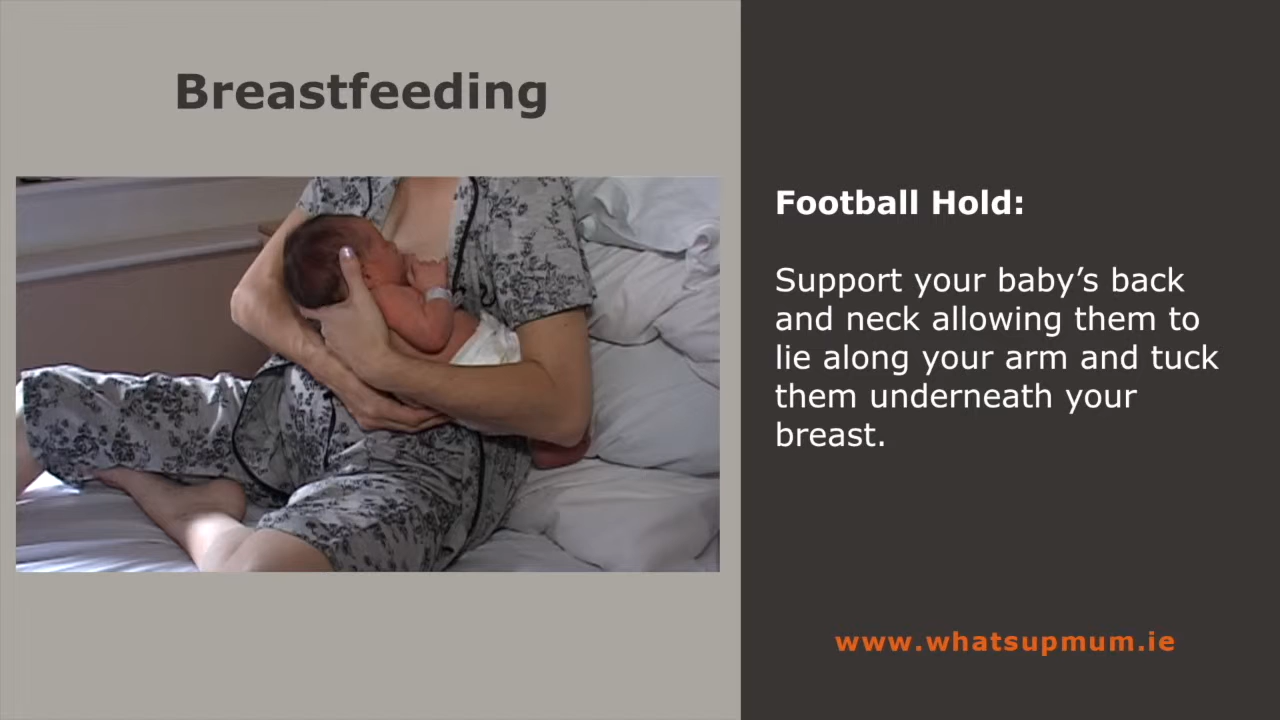 Breastfeeding
Football Hold:
Support your baby’s back
and neck allowing them to
lie along your arm and tuck
them underneath your
breast.
www.whatsupmum.ie